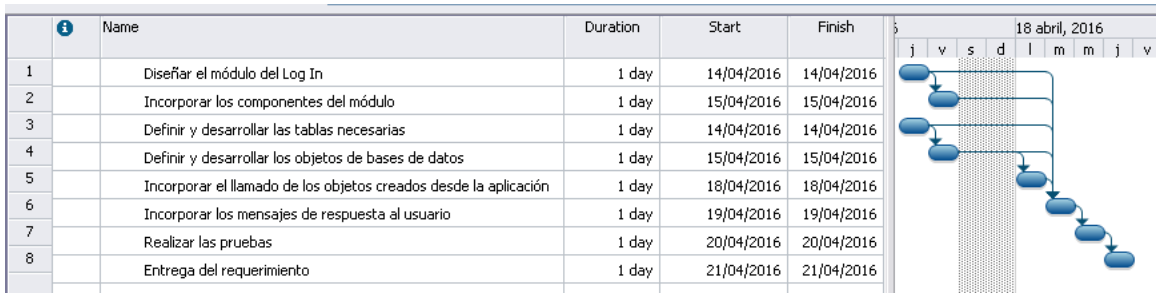 Name Duration Start Finish 18 abril, 2016
j v s d l m m j v
1 Diseñar el módulo del Log In 1 day 14/04/2016 14/04/2016
2 Incorporar los componentes del módulo 1 day 15/04/2016 15/04/2016
3 Definir y desarrollar las tablas necesarias 1 day 14/04/2016 14/04/2016
4 Definir y desarrollar los objetos de bases de datos 1 day 15/04/2016 15/04/2016
5 Incorporar el llamado de los objetos creados desde la aplicación 1 day 18/04/2016 18/04/2016
6 Incorporar los mensajes de respuesta al usuario 1 day 19/04/2016 19/04/2016
7 Realizar las pruebas 1 day 20/04/2016 20/04/2016
8 Entrega del requerimiento 1 day 21/04/2016 21/04/2016